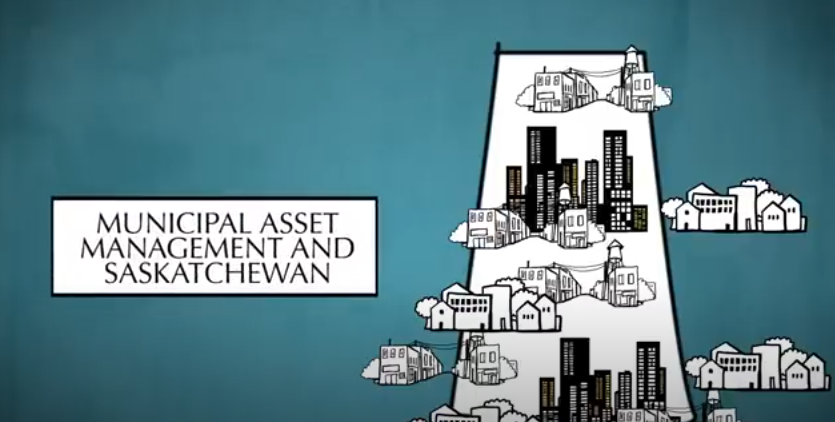 MUNICIPAL ASSET
MANAGEMENT AND
SASKATCHEWAN